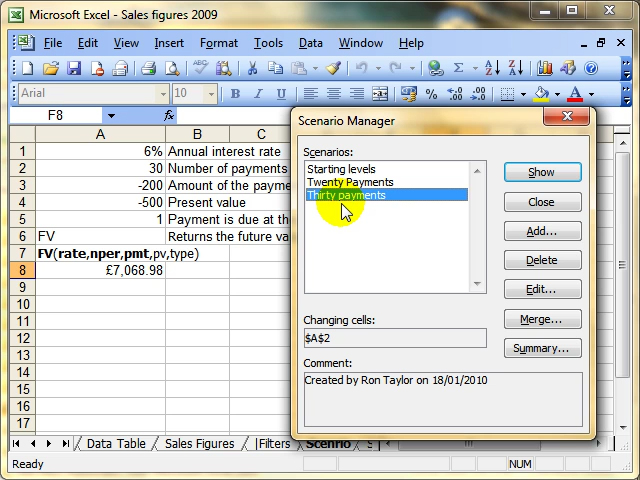 Microsoft Excel - Sales figures 2009
File Edit View Insert Format Tools Data Window Help
Arial 10 B I U %
F8 fx
A B C
1 6% Annual interest rate
2 30 Number of payments
3 -200 Amount of the payme
4 -500 Present value
5 1 Payment is due at the
6 FV Returns the future va
7 FV(rate,nper,pmt,pv,type)
8 £7,068.98
9
10
11
12
13
14
15
16
17
Data Table Sales Figures Filters Scenrio S
Ready NUM
Scenario Manager
Scenarios:
Starting levels
Twenty Payments
Thirty payments
Show
Close
Add...
Delete
Edit...
Merge...
Summary...
Changing cells:
$A$2
Comment:
Created by Ron Taylor on 18/01/2010